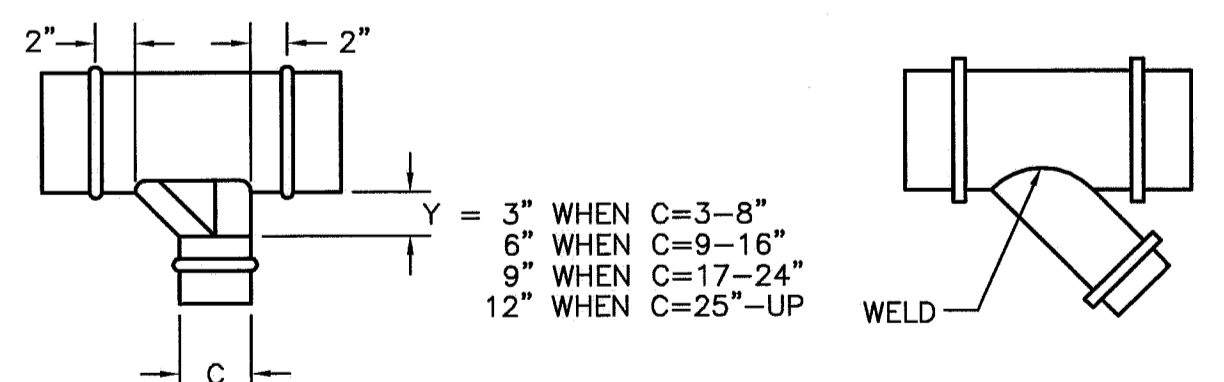 2" 2"
Y = 3" WHEN C=3–8"
6" WHEN C=9–16"
9" WHEN C=17–24"
12" WHEN C=25"–UP
WELD
C